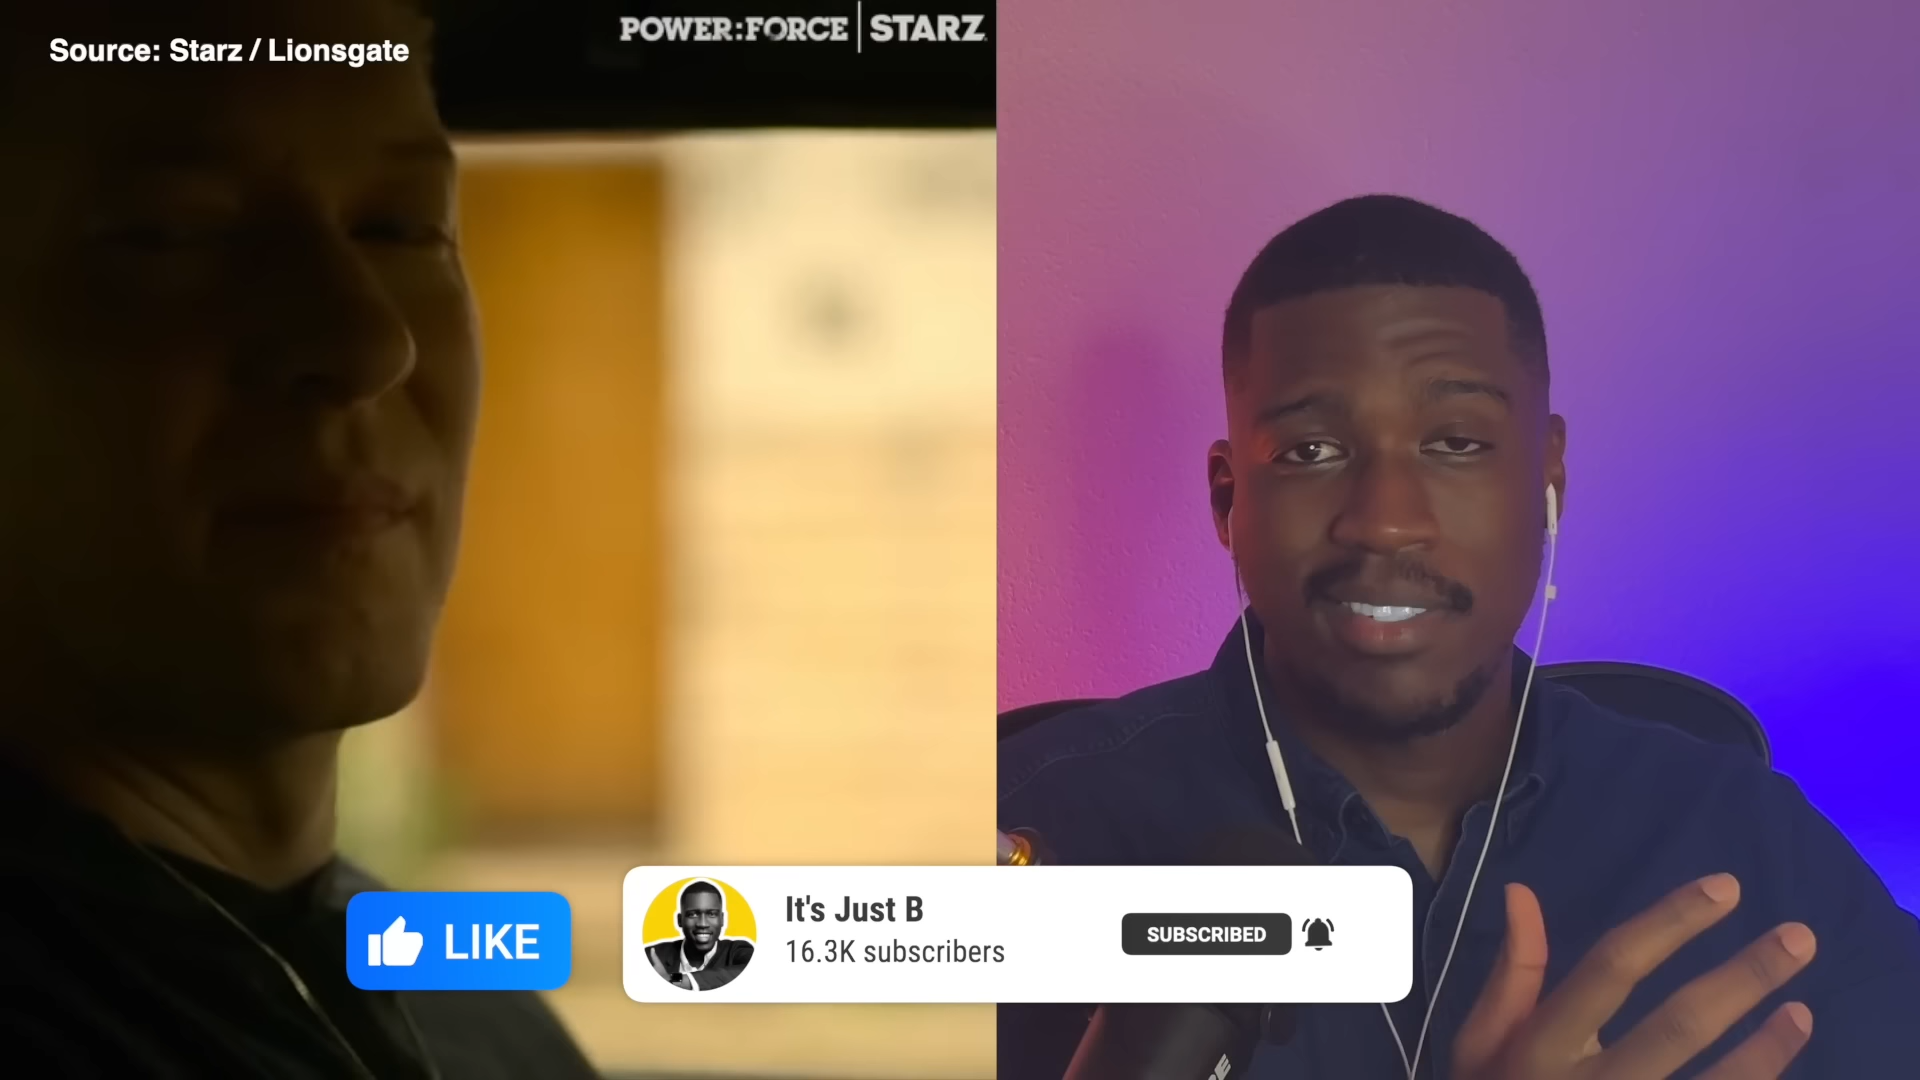 Source: Starz / Lionsgate
POWER:FORCE | STARZ
LIKE
It's Just B
16.3K subscribers
SUBSCRIBED